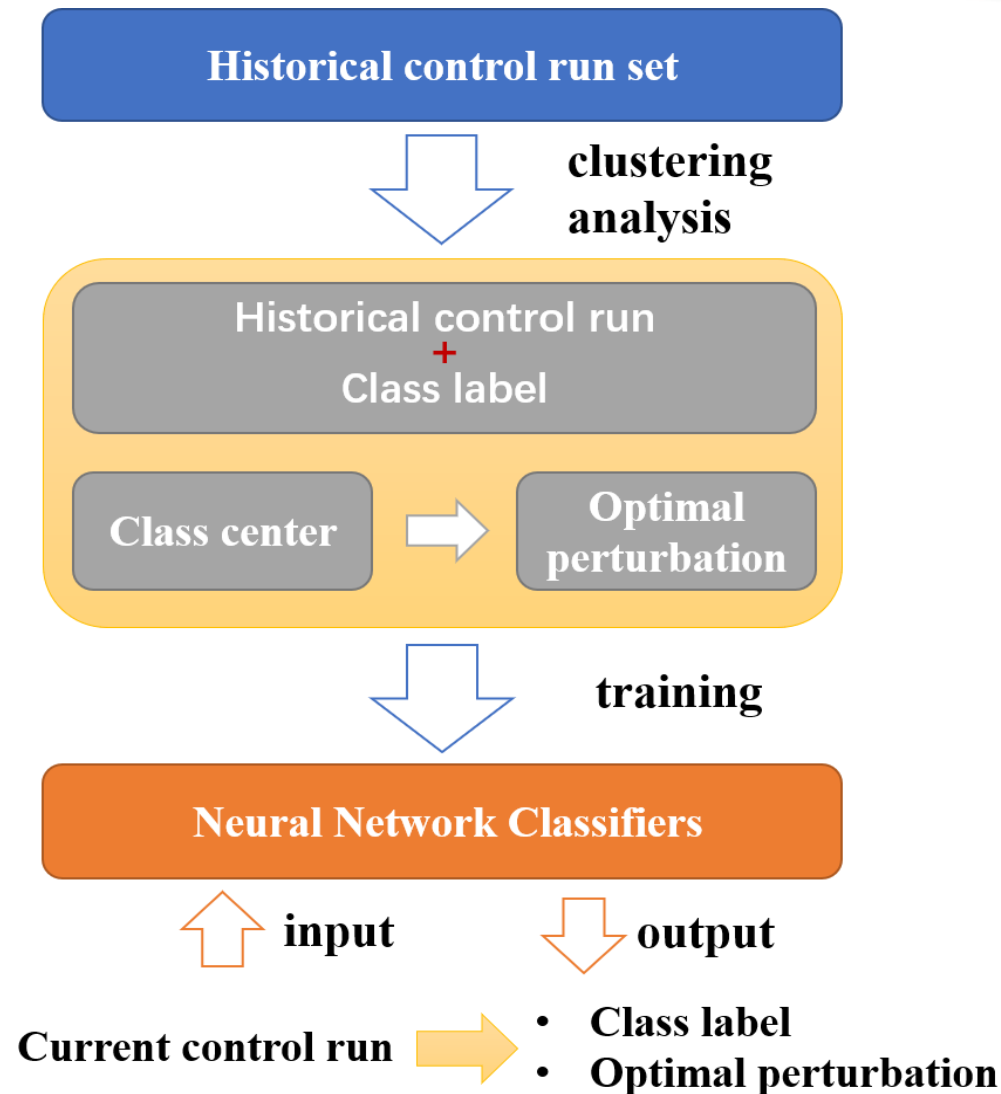 Historical control run set
clustering
analysis
Historical control run
+
Class label
Class center
Optimal
perturbation
training
Neural Network Classifiers
input
output
Current control run
• Class label
• Optimal perturbation